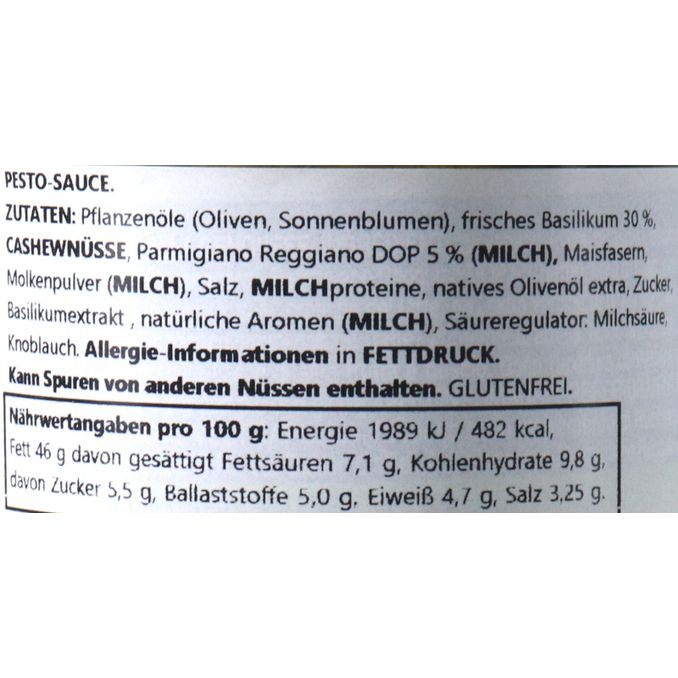 PESTO-SAUCE.
ZUTATEN: Pflanzenöle (Oliven, Sonnenblumen), frisches Basilikum 30 %,
CASHEWNÜSSE, Parmigiano Reggiano DOP 5 % (MILCH), Maisfasern,
Molkenpulver (MILCH), Salz, MILCHproteine, natives Olivenöl extra, Zucker,
Basilikumextrakt , natürliche Aromen (MILCH), Säureregulator: Milchsäure,
Knoblauch. Allergie-Informationen in FETTDRUCK.
Kann Spuren von anderen Nüssen enthalten. GLUTENFREI.
Nährwertangaben pro 100 g: Energie 1989 kJ / 482 kcal,
Fett 46 g davon gesättigt Fettsäuren 7,1 g, Kohlenhydrate 9,8 g,
davon Zucker 5,5 g, Ballaststoffe 5,0 g, Eiweiß 4,7 g, Salz 3,25 g.